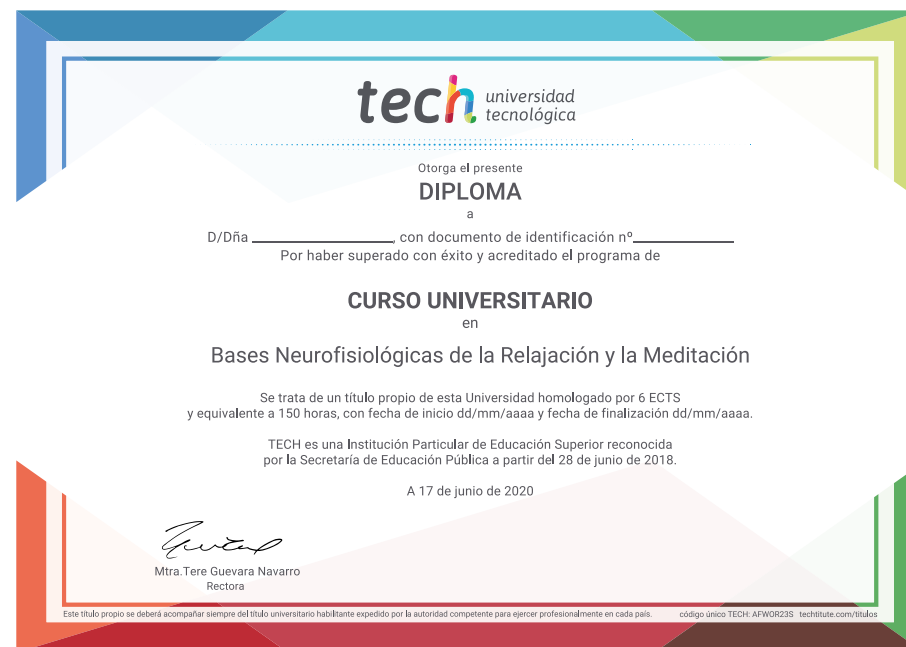 tech universidad
tecnológica
Otorga el presente
DIPLOMA
a
D/Dña ____________________, con documento de identificación nº______________
Por haber superado con éxito y acreditado el programa de
CURSO UNIVERSITARIO
en
Bases Neurofisiológicas de la Relajación y la Meditación
Se trata de un título propio de esta Universidad homologado por 6 ECTS
y equivalente a 150 horas, con fecha de inicio dd/mm/aaaa y fecha de finalización dd/mm/aaaa.
TECH es una Institución Particular de Educación Superior reconocida
por la Secretaría de Educación Pública a partir del 28 de junio de 2018.
A 17 de junio de 2020
Mtra.Tere Guevara Navarro
Rectora
Este título propio se deberá acompañar siempre del título universitario habilitante expedido por la autoridad competente para ejercer profesionalmente en cada país. código único TECH: AFWOR23S techtitute.com/titulos